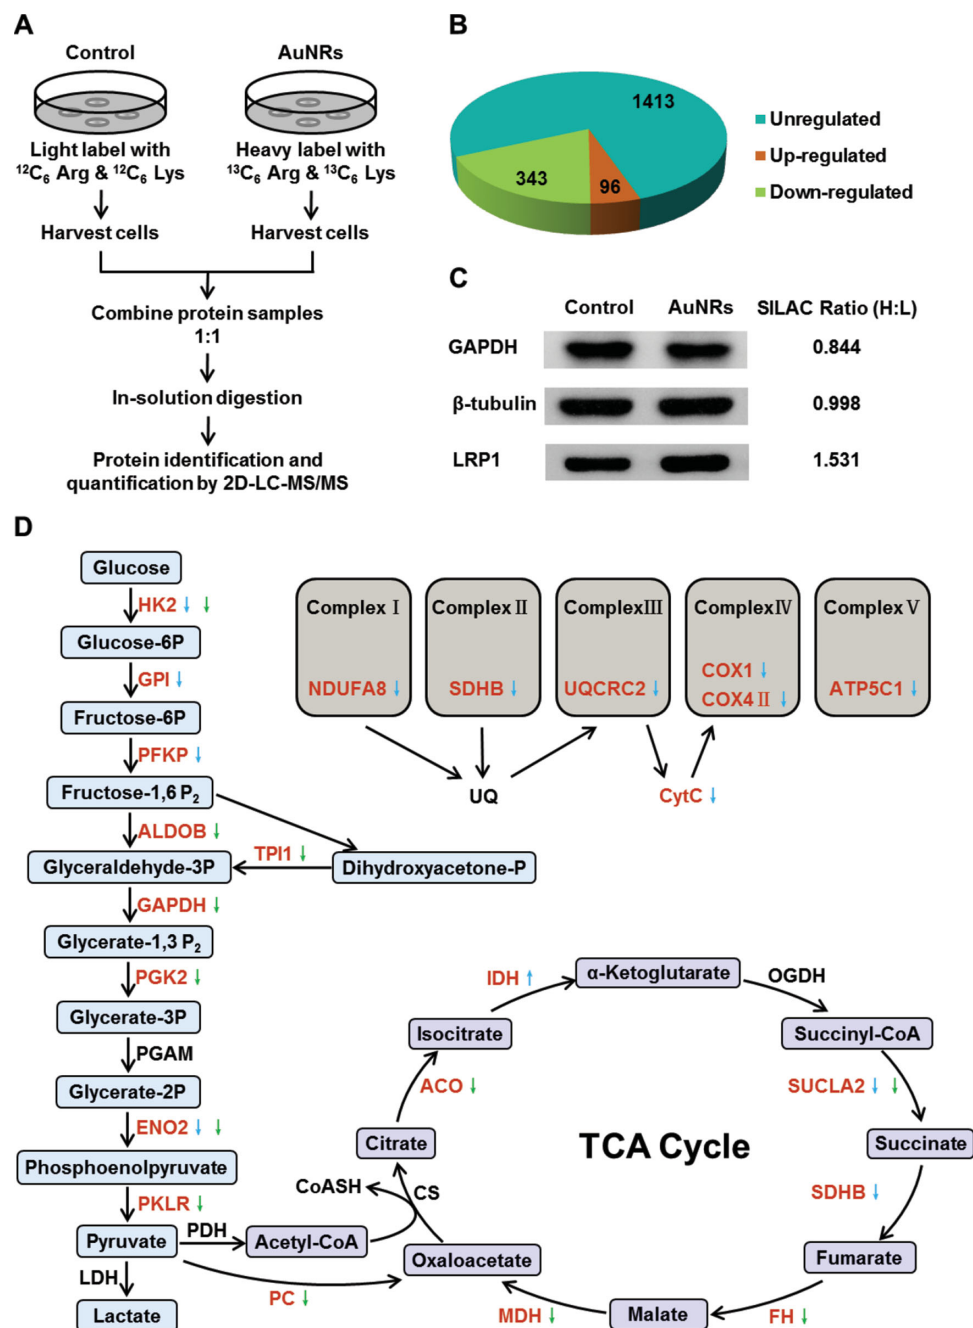 A
Control
AuNRs
Light label with
¹²C₆ Arg & ¹²C₆ Lys
Heavy label with
¹³C₆ Arg & ¹³C₆ Lys
Harvest cells
Harvest cells
Combine protein samples
1:1
In-solution digestion
Protein identification and
quantification by 2D-LC-MS/MS
B
1413
343
96
Unregulated
Up-regulated
Down-regulated
C
Control AuNRs SILAC Ratio (H:L)
GAPDH 0.844
β-tubulin 0.998
LRP1 1.531
D
Glucose
HK2 ↓ ↓
Glucose-6P
GPI ↓
Fructose-6P
PFKP ↓
Fructose-1,6 P₂
ALDOB ↓
TPI1 ↓
Glyceraldehyde-3P
Dihydroxyacetone-P
GAPDH ↓
Glycerate-1,3 P₂
PGK2 ↓
Glycerate-3P
PGAM
Glycerate-2P
ENO2 ↓ ↓
Phosphoenolpyruvate
PKLR ↓
Pyruvate
PDH
Acetyl-CoA
LDH
Lactate
PC ↓
Complex Ⅰ
NDUFA8 ↓
Complex Ⅱ
SDHB ↓
ComplexⅢ
UQCRC2 ↓
ComplexⅣ
COX1 ↓
COX4Ⅱ ↓
Complex Ⅴ
ATP5C1 ↓
UQ
CytC ↓
TCA Cycle
CoASH
CS
Oxaloacetate
Citrate
ACO ↓
Isocitrate
IDH ↑
α-Ketoglutarate
OGDH
Succinyl-CoA
SUCLA2 ↓ ↓
Succinate
SDHB ↓
Fumarate
FH ↓
Malate
MDH ↓